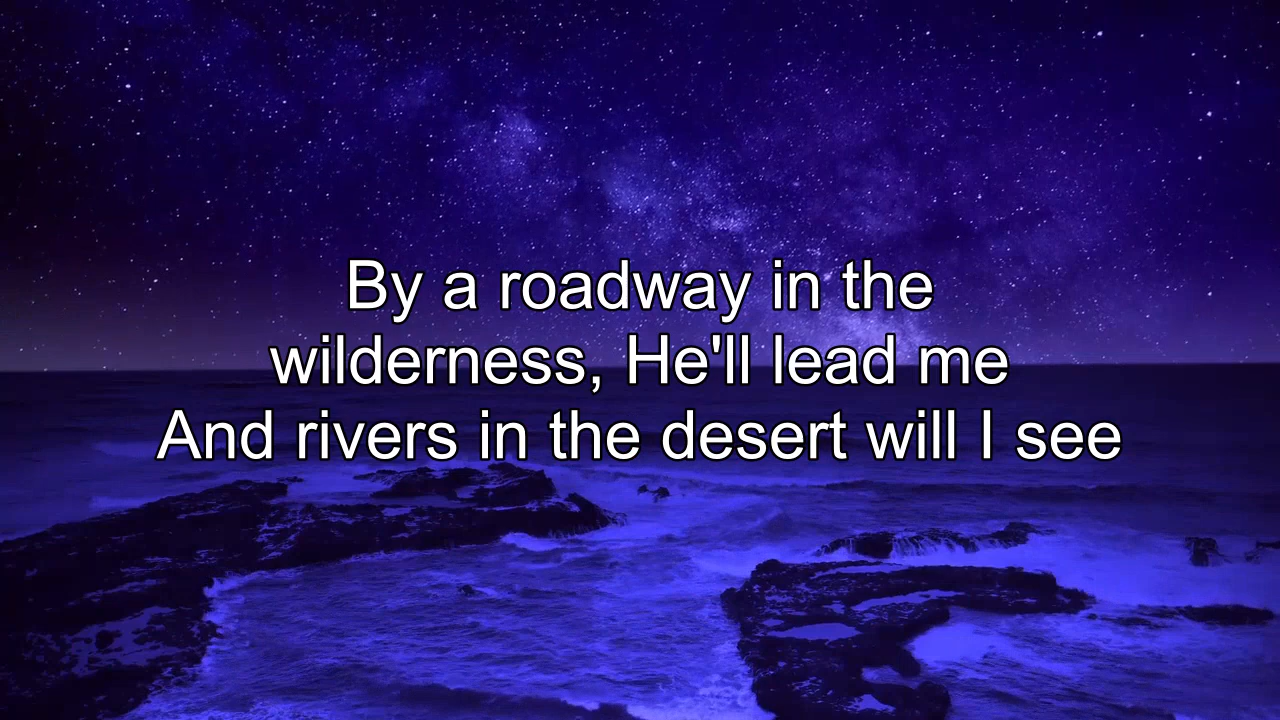 By a roadway in the
wilderness, He'll lead me
And rivers in the desert will I see